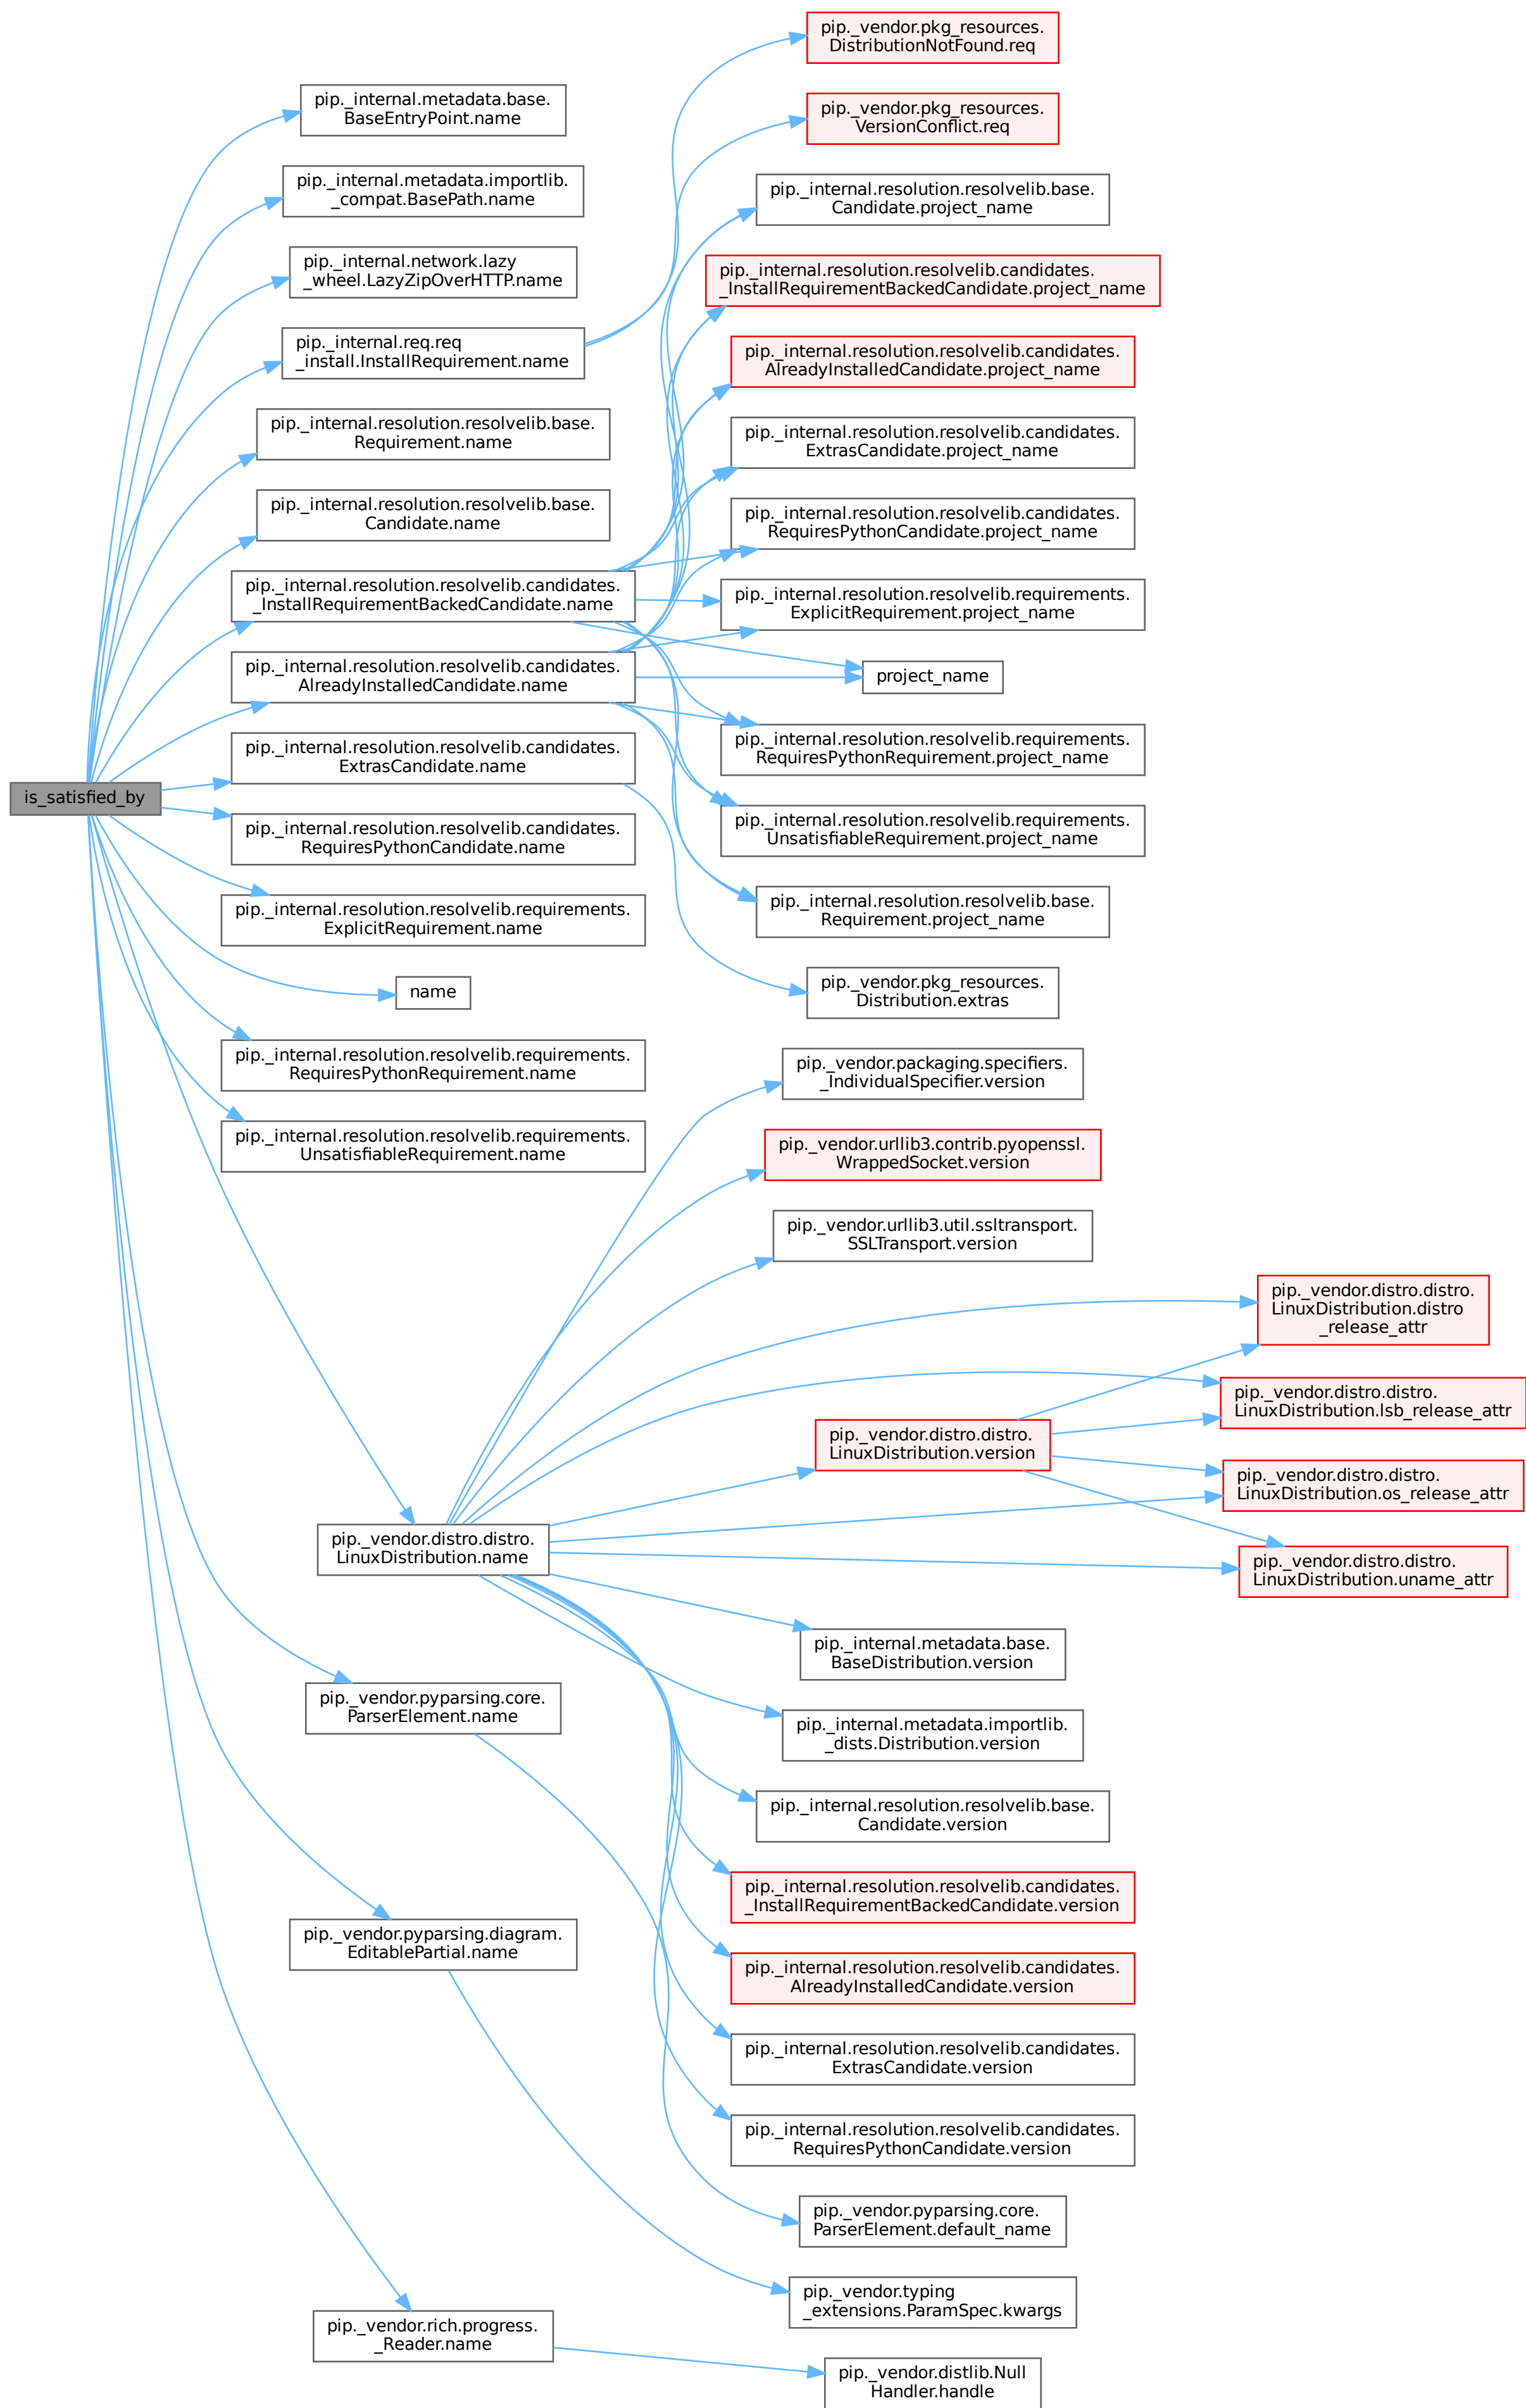 is_satisfied_by
pip._internal.metadata.base.
BaseEntryPoint.name
pip._internal.metadata.importlib.
_compat.BasePath.name
pip._internal.network.lazy
_wheel.LazyZipOverHTTP.name
pip._internal.req.req
_install.InstallRequirement.name
pip._internal.resolution.resolvelib.base.
Requirement.name
pip._internal.resolution.resolvelib.base.
Candidate.name
pip._internal.resolution.resolvelib.candidates.
_InstallRequirementBackedCandidate.name
pip._internal.resolution.resolvelib.candidates.
AlreadyInstalledCandidate.name
pip._internal.resolution.resolvelib.candidates.
ExtrasCandidate.name
pip._internal.resolution.resolvelib.candidates.
RequiresPythonCandidate.name
pip._internal.resolution.resolvelib.requirements.
ExplicitRequirement.name
name
pip._internal.resolution.resolvelib.requirements.
RequiresPythonRequirement.name
pip._internal.resolution.resolvelib.requirements.
UnsatisfiableRequirement.name
pip._vendor.distro.distro.
LinuxDistribution.name
pip._vendor.pyparsing.core.
ParserElement.name
pip._vendor.pyparsing.diagram.
EditablePartial.name
pip._vendor.rich.progress.
_Reader.name
pip._vendor.pkg_resources.
DistributionNotFound.req
pip._vendor.pkg_resources.
VersionConflict.req
pip._internal.resolution.resolvelib.base.
Candidate.project_name
pip._internal.resolution.resolvelib.candidates.
_InstallRequirementBackedCandidate.project_name
pip._internal.resolution.resolvelib.candidates.
AlreadyInstalledCandidate.project_name
pip._internal.resolution.resolvelib.candidates.
ExtrasCandidate.project_name
pip._internal.resolution.resolvelib.candidates.
RequiresPythonCandidate.project_name
pip._internal.resolution.resolvelib.requirements.
ExplicitRequirement.project_name
project_name
pip._internal.resolution.resolvelib.requirements.
RequiresPythonRequirement.project_name
pip._internal.resolution.resolvelib.requirements.
UnsatisfiableRequirement.project_name
pip._internal.resolution.resolvelib.base.
Requirement.project_name
pip._vendor.pkg_resources.
Distribution.extras
pip._vendor.packaging.specifiers.
_IndividualSpecifier.version
pip._vendor.urllib3.contrib.pyopenssl.
WrappedSocket.version
pip._vendor.urllib3.util.ssltransport.
SSLTransport.version
pip._vendor.distro.distro.
LinuxDistribution.version
pip._internal.metadata.base.
BaseDistribution.version
pip._internal.metadata.importlib.
_dists.Distribution.version
pip._internal.resolution.resolvelib.base.
Candidate.version
pip._internal.resolution.resolvelib.candidates.
_InstallRequirementBackedCandidate.version
pip._internal.resolution.resolvelib.candidates.
AlreadyInstalledCandidate.version
pip._internal.resolution.resolvelib.candidates.
ExtrasCandidate.version
pip._internal.resolution.resolvelib.candidates.
RequiresPythonCandidate.version
pip._vendor.pyparsing.core.
ParserElement.default_name
pip._vendor.typing
_extensions.ParamSpec.kwargs
pip._vendor.distlib.Null
Handler.handle
pip._vendor.distro.distro.
LinuxDistribution.distro
_release_attr
pip._vendor.distro.distro.
LinuxDistribution.lsb_release_attr
pip._vendor.distro.distro.
LinuxDistribution.os_release_attr
pip._vendor.distro.distro.
LinuxDistribution.uname_attr